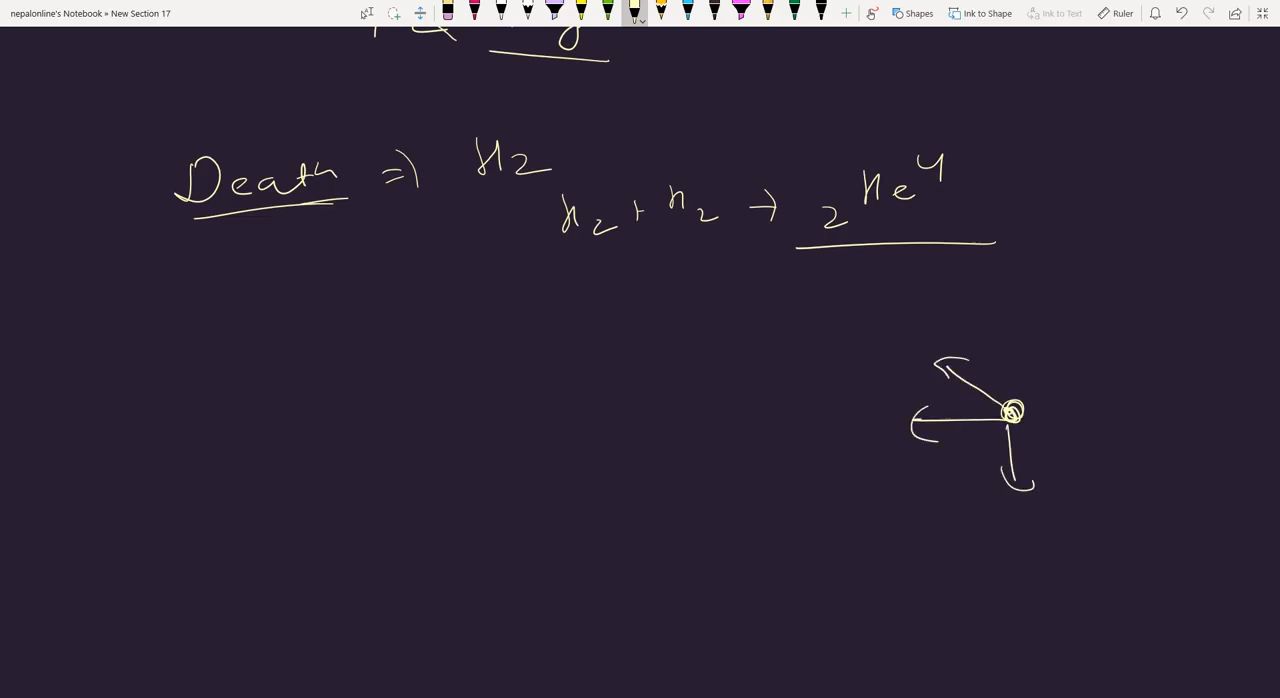 nepalonline's Notebook » New Section 17
Shapes
Ink to Shape
Ink to Text
Ruler
Death ⇒ H2
H2 + H2 → 2He4